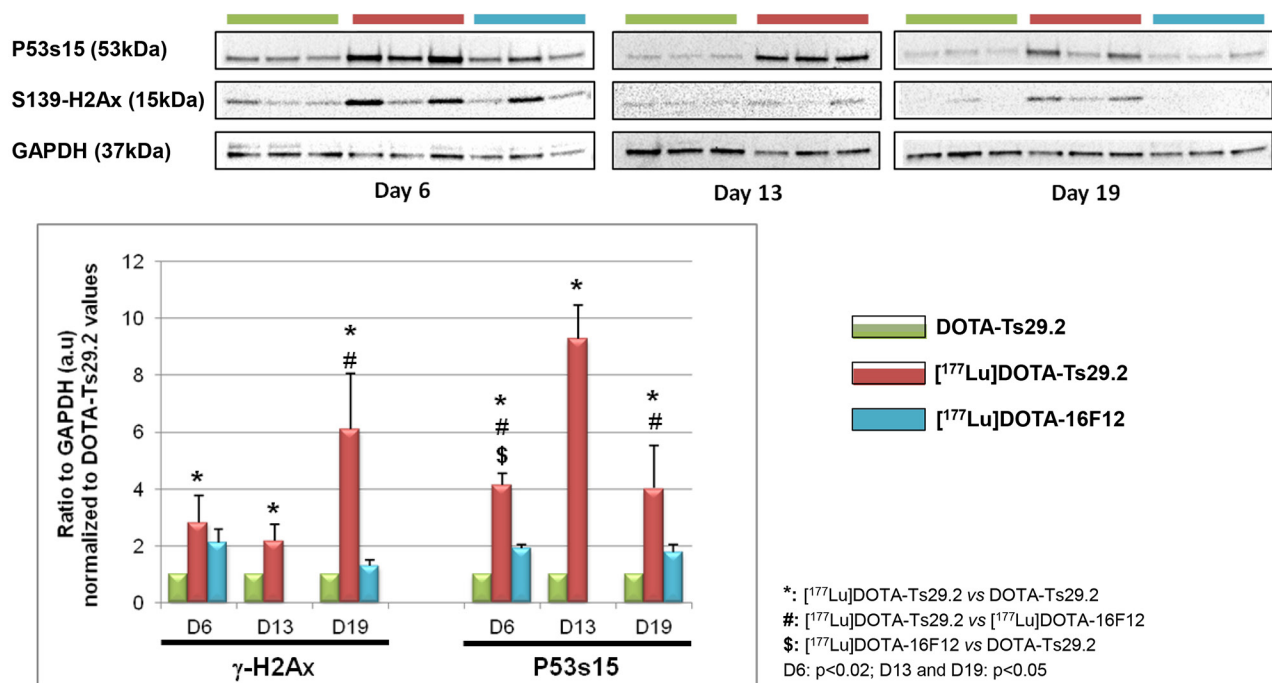 P53s15 (53kDa)
S139-H2Ax (15kDa)
GAPDH (37kDa)
Day 6
Day 13
Day 19
Ratio to GAPDH (a.u)
normalized to DOTA-Ts29.2 values
12
10
8
6
4
2
0
*
*
*
#
*
#
$
*
*
#
D6 D13 D19 D6 D13 D19
γ-H2Ax P53s15
DOTA-Ts29.2
[¹⁷⁷Lu]DOTA-Ts29.2
[¹⁷⁷Lu]DOTA-16F12
*: [¹⁷⁷Lu]DOTA-Ts29.2 vs DOTA-Ts29.2
#: [¹⁷⁷Lu]DOTA-Ts29.2 vs [¹⁷⁷Lu]DOTA-16F12
$: [¹⁷⁷Lu]DOTA-16F12 vs DOTA-Ts29.2
D6: p<0.02; D13 and D19: p<0.05